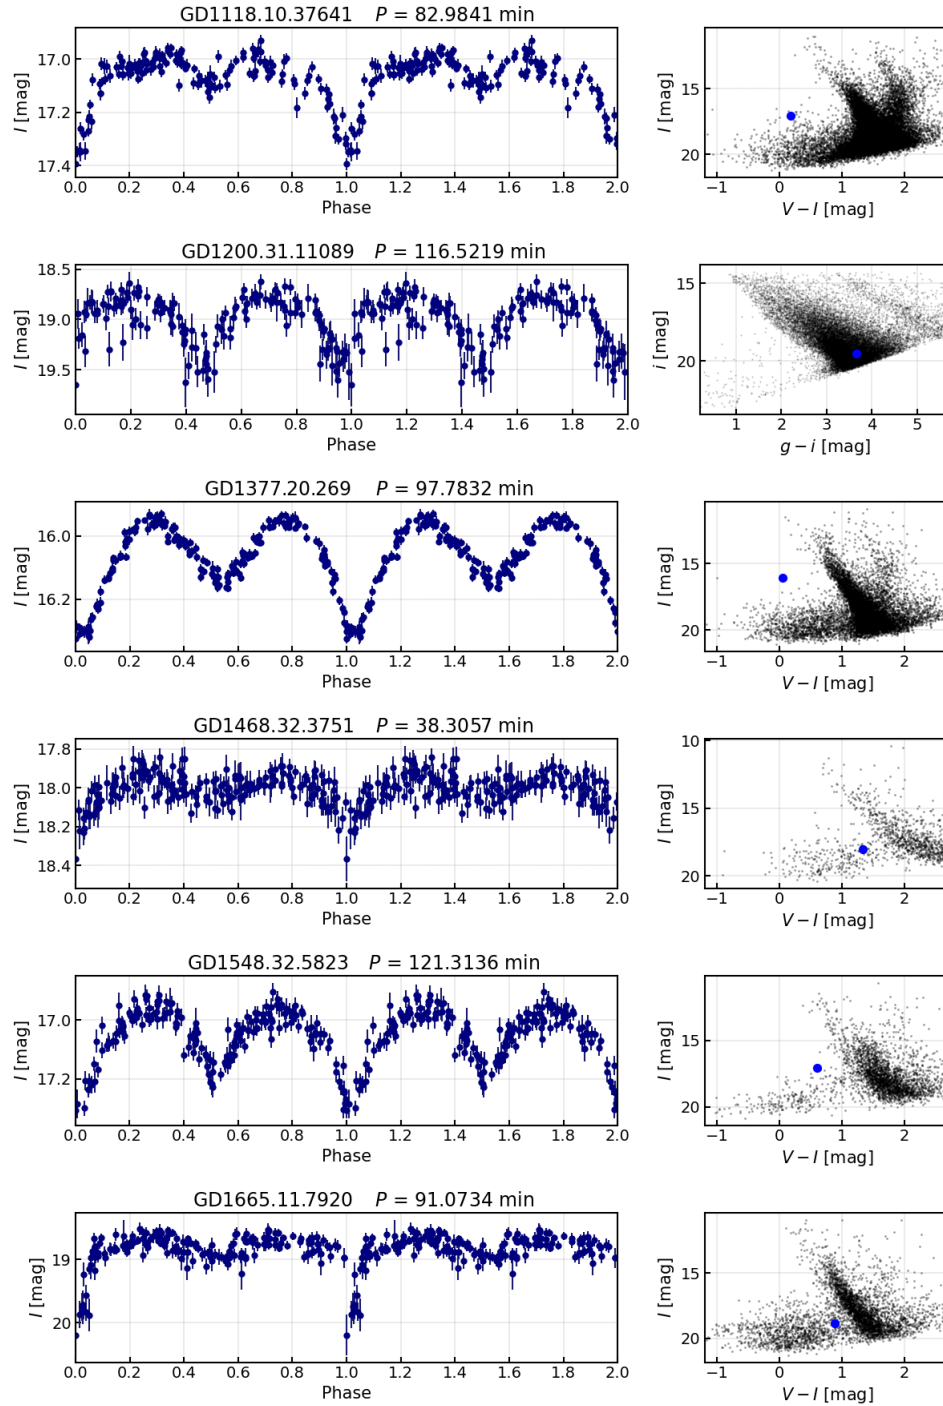 GD1118.10.37641 P = 82.9841 min
I [mag]
17.0
17.2
17.4
0.0 0.2 0.4 0.6 0.8 1.0 1.2 1.4 1.6 1.8 2.0
Phase
I [mag]
15
20
−1 0 1 2
V − I [mag]
GD1200.31.11089 P = 116.5219 min
I [mag]
18.5
19.0
19.5
0.0 0.2 0.4 0.6 0.8 1.0 1.2 1.4 1.6 1.8 2.0
Phase
i [mag]
15
20
1 2 3 4 5
g − i [mag]
GD1377.20.269 P = 97.7832 min
I [mag]
16.0
16.2
0.0 0.2 0.4 0.6 0.8 1.0 1.2 1.4 1.6 1.8 2.0
Phase
I [mag]
15
20
−1 0 1 2
V − I [mag]
GD1468.32.3751 P = 38.3057 min
I [mag]
17.8
18.0
18.2
18.4
0.0 0.2 0.4 0.6 0.8 1.0 1.2 1.4 1.6 1.8 2.0
Phase
I [mag]
10
15
20
−1 0 1 2
V − I [mag]
GD1548.32.5823 P = 121.3136 min
I [mag]
17.0
17.2
0.0 0.2 0.4 0.6 0.8 1.0 1.2 1.4 1.6 1.8 2.0
Phase
I [mag]
15
20
−1 0 1 2
V − I [mag]
GD1665.11.7920 P = 91.0734 min
I [mag]
19
20
0.0 0.2 0.4 0.6 0.8 1.0 1.2 1.4 1.6 1.8 2.0
Phase
I [mag]
15
20
−1 0 1 2
V − I [mag]